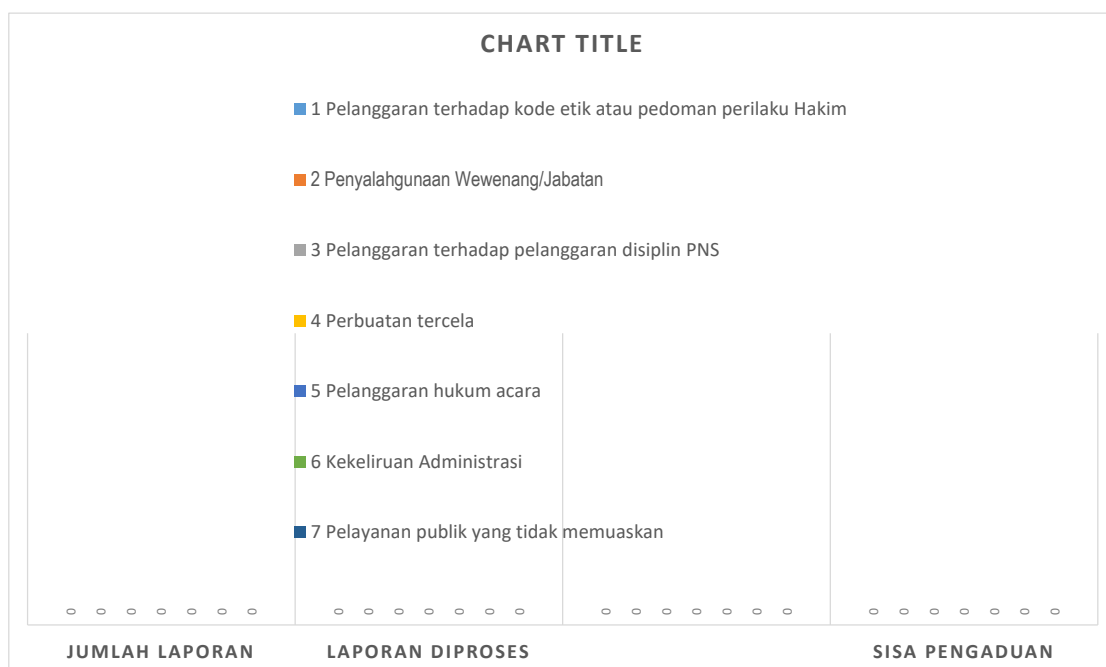 CHART TITLE
1 Pelanggaran terhadap kode etik atau pedoman perilaku Hakim
2 Penyalahgunaan Wewenang/Jabatan
3 Pelanggaran terhadap pelanggaran disiplin PNS
4 Perbuatan tercela
5 Pelanggaran hukum acara
6 Kekeliruan Administrasi
7 Pelayanan publik yang tidak memuaskan
0 0 0 0 0 0 0 0 0 0 0 0 0 0 0 0 0 0 0 0 0 0 0 0 0 0 0 0
JUMLAH LAPORAN LAPORAN DIPROSES SISA PENGADUAN